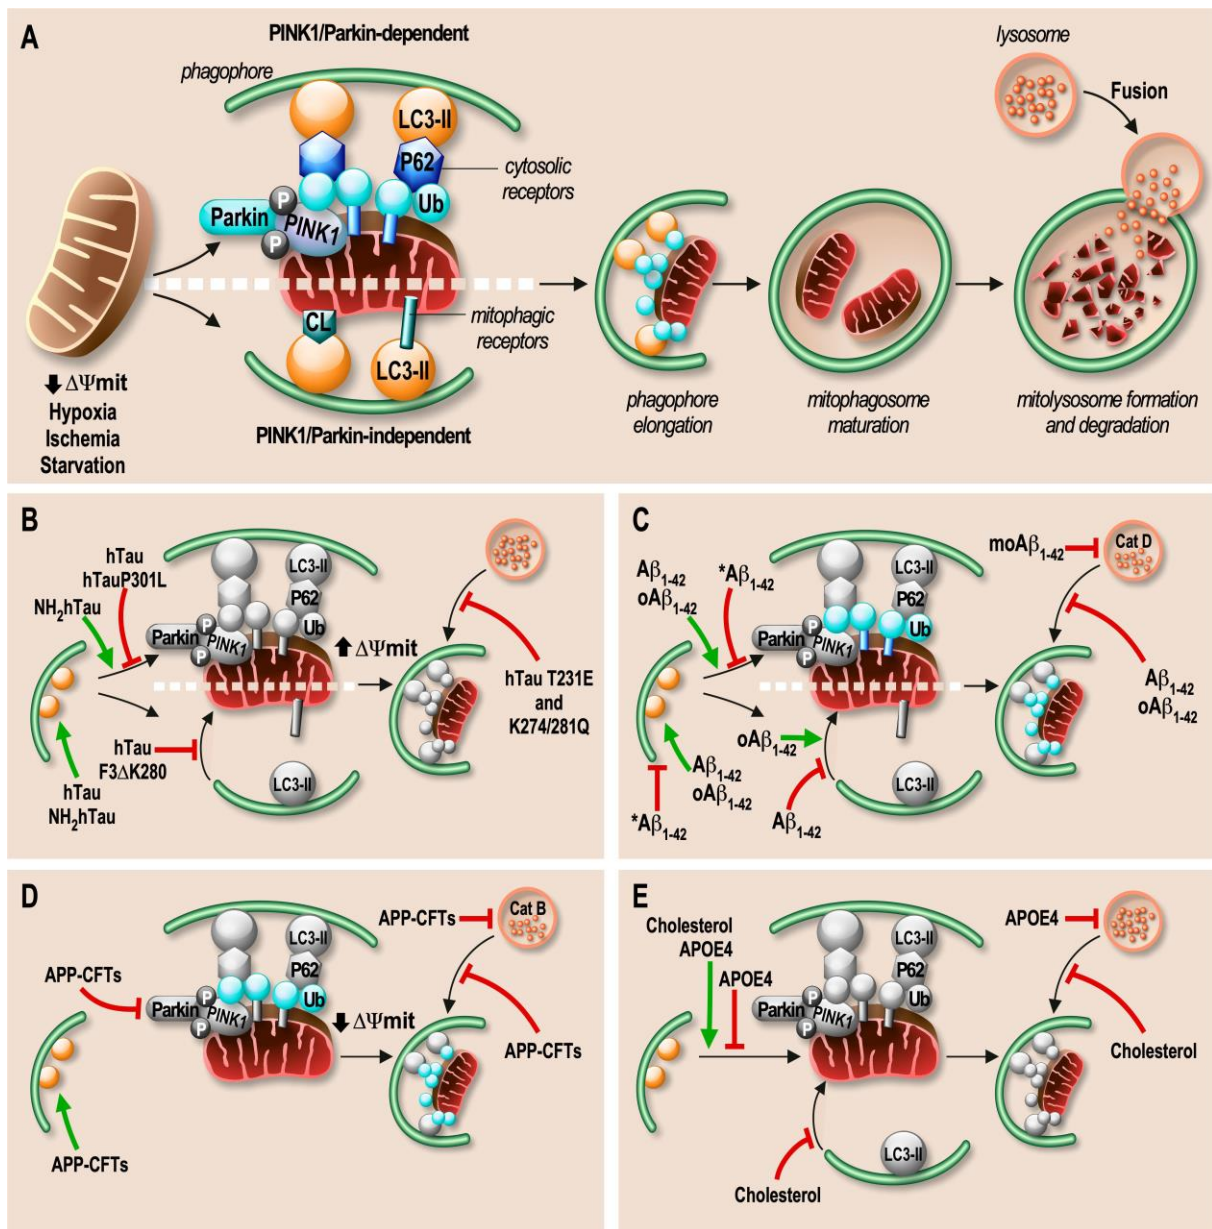 A
PINK1/Parkin-dependent
phagophore
LC3-II
P62
cytosolic
receptors
Ub
P
Parkin
PINK1
P
lysosome
Fusion
CL
mitophagic
receptors
LC3-II
PINK1/Parkin-independent
ΔΨmit
Hypoxia
Ischemia
Starvation
phagophore
elongation
mitophagosome
maturation
mitolysosome formation
and degradation
B
hTau
hTauP301L
NH2hTau
LC3-II
P62
Ub
P
Parkin
PINK1
P
ΔΨmit
hTau T231E
and
K274/281Q
hTau
F3ΔK280
hTau
NH2hTau
LC3-II
C
Aβ1-42
oAβ1-42
*Aβ1-42
LC3-II
P62
Ub
P
Parkin
PINK1
P
moAβ1-42
Cat D
Aβ1-42
oAβ1-42
oAβ1-42
Aβ1-42
oAβ1-42
*Aβ1-42
Aβ1-42
LC3-II
D
APP-CFTs
LC3-II
P62
Ub
P
Parkin
PINK1
P
ΔΨmit
APP-CFTs
Cat B
APP-CFTs
APP-CFTs
E
Cholesterol
APOE4
APOE4
LC3-II
P62
Ub
P
Parkin
PINK1
P
APOE4
Cholesterol
Cholesterol
LC3-II